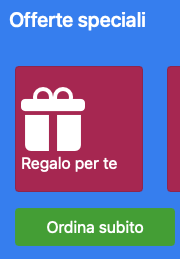 Offerte speciali
Regalo per te
Ordina subito